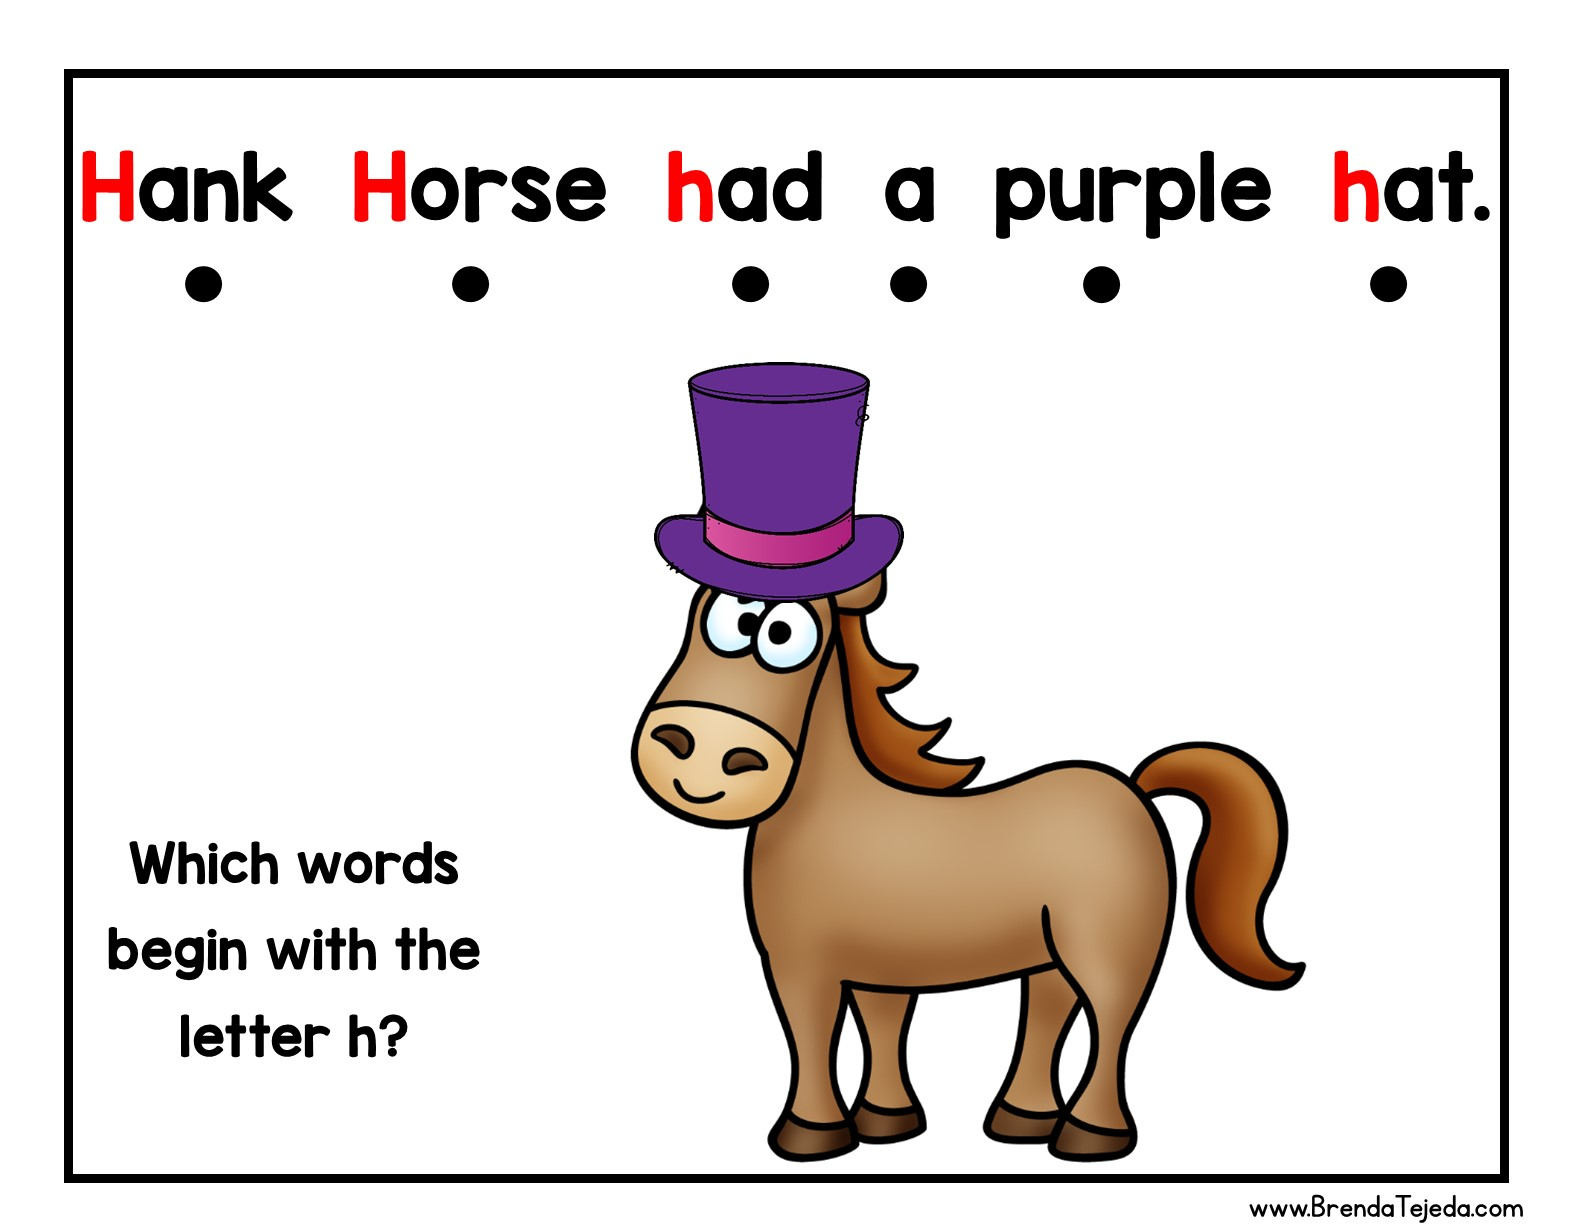 Hank Horse had a purple hat.
Which words
begin with the
letter h?
www.BrendaTejeda.com